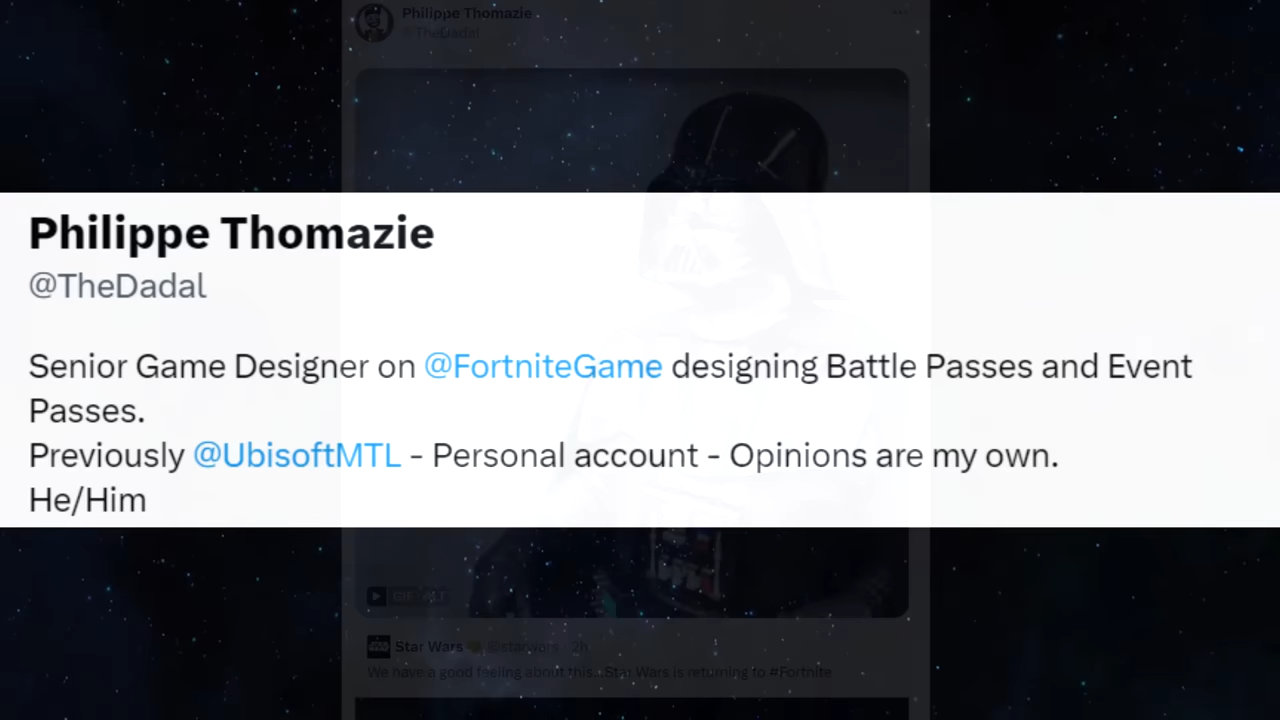 Philippe Thomazie
@TheDadal
Philippe Thomazie
@TheDadal
Senior Game Designer on @FortniteGame designing Battle Passes and Event
Passes.
Previously @UbisoftMTL - Personal account - Opinions are my own.
He/Him
GIF ALT
Star Wars @starwars · 2h
We have a good feeling about this...Star Wars is returning to #Fortnite